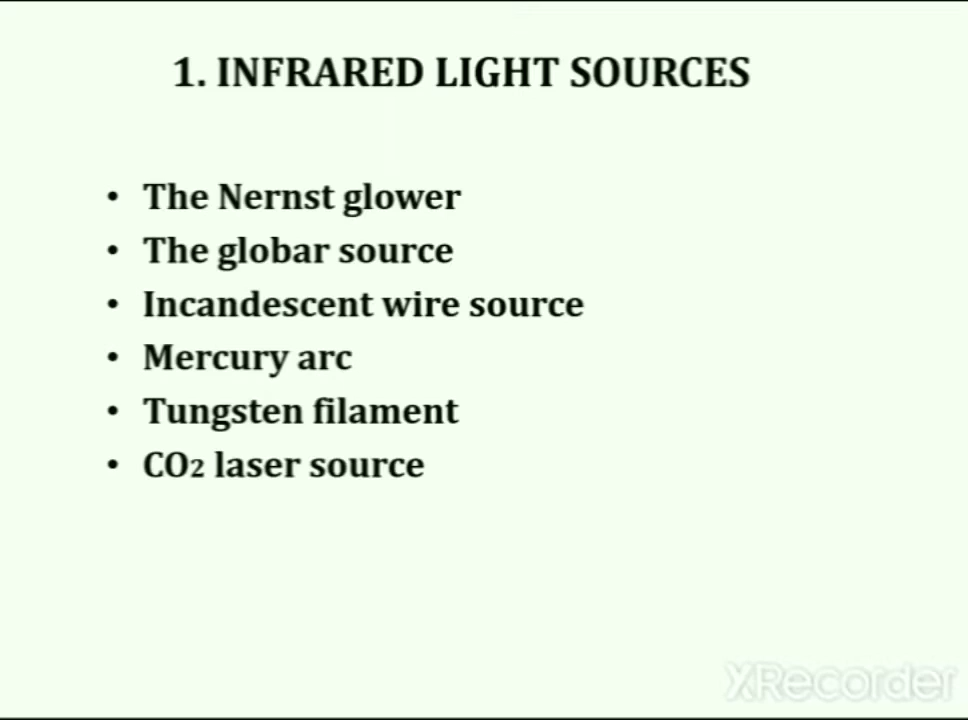 1. INFRARED LIGHT SOURCES
• The Nernst glower
• The globar source
• Incandescent wire source
• Mercury arc
• Tungsten filament
• CO2 laser source
XRecorder